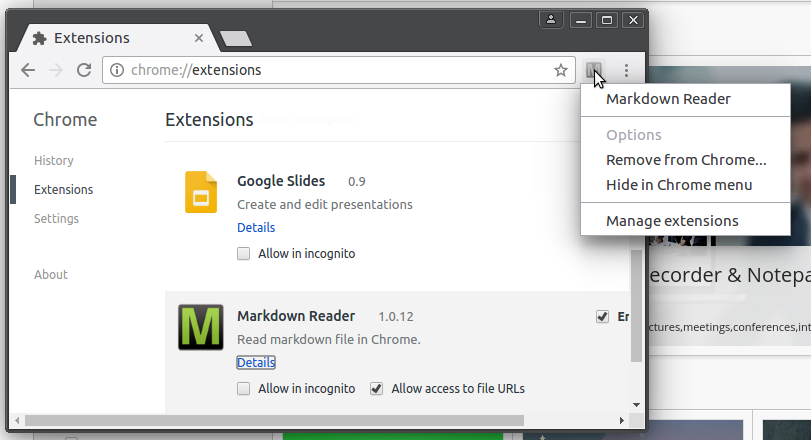 Extensions
chrome://extensions
Markdown Reader
Options
Remove from Chrome...
Hide in Chrome menu
Manage extensions
Chrome
History
Extensions
Settings
About
Extensions
Google Slides 0.9
Create and edit presentations
Details
Allow in incognito
M
Markdown Reader 1.0.12
Read markdown file in Chrome.
Details
Allow in incognito Allow access to file URLs
ecorder & Notepa
ctures,meetings,conferences,int